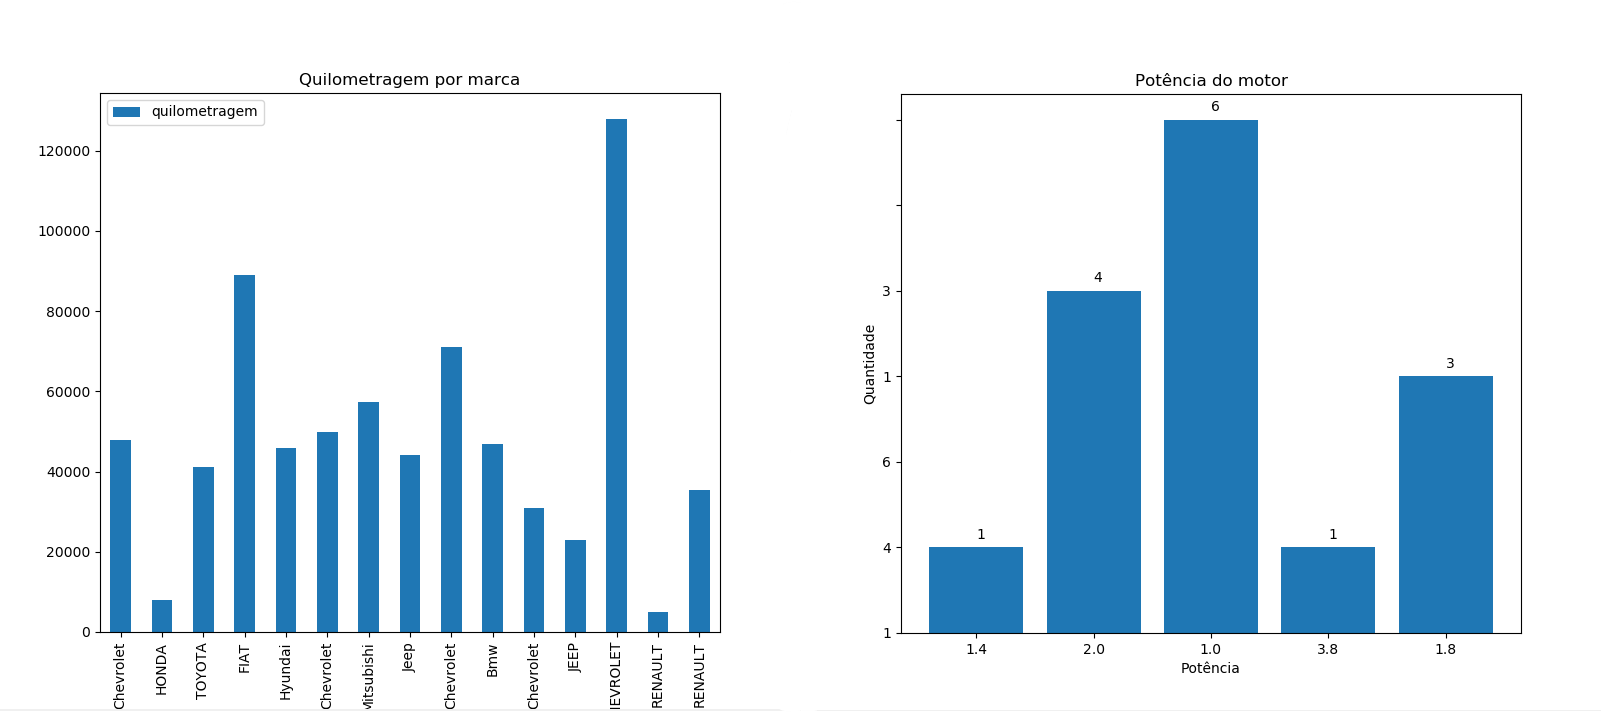 Quilometragem por marca
quilometragem
120000
100000
80000
60000
40000
20000
0
Chevrolet
HONDA
TOYOTA
FIAT
Hyundai
Chevrolet
Mitsubishi
Jeep
Chevrolet
Bmw
Chevrolet
JEEP
HEVROLET
RENAULT
RENAULT
Potência do motor
6
4
3
1
1
Quantidade
3
1
6
4
1
1.4
2.0
1.0
3.8
1.8
Potência